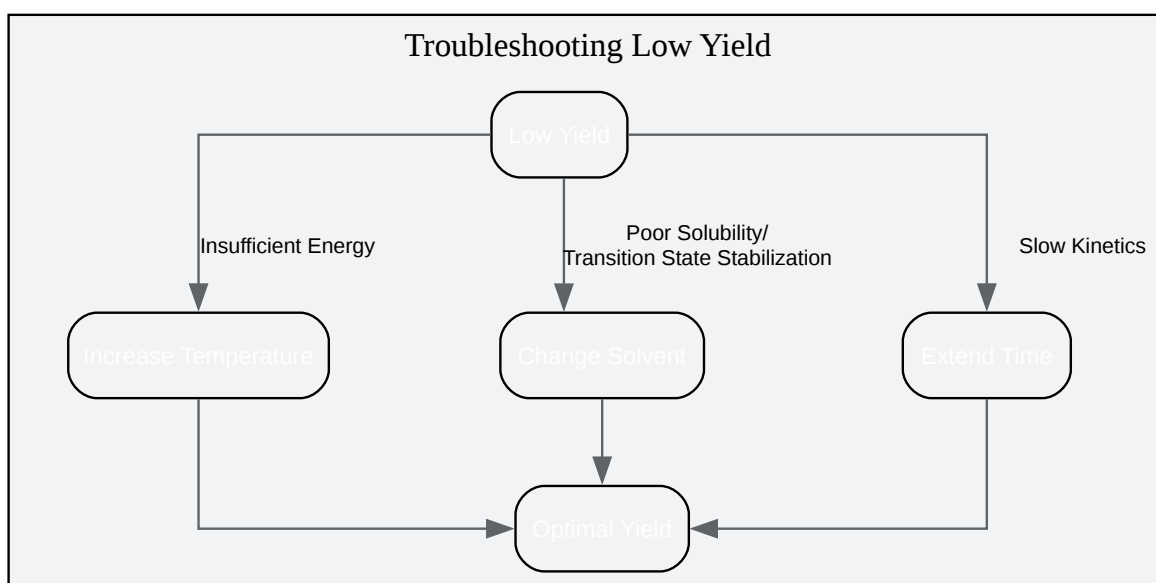 Troubleshooting Low Yield
Low Yield
Insufficient Energy
Poor Solubility/
Transition State Stabilization
Slow Kinetics
Increase Temperature
Change Solvent
Extend Time
Optimal Yield